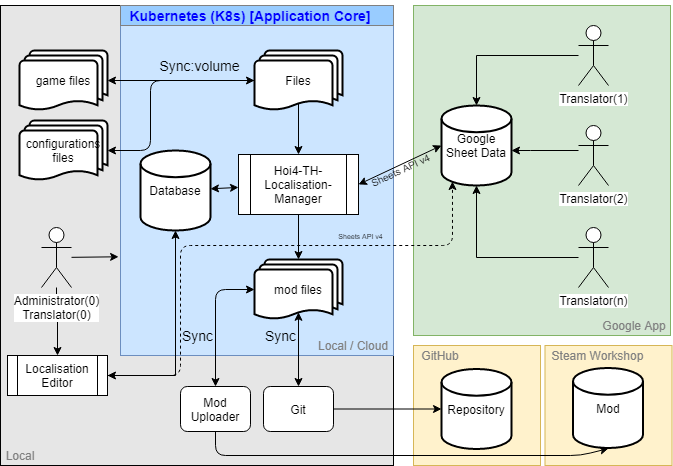 Kubernetes (K8s) [Application Core]
game files
Sync:volume
Files
configurations
files
Database
Hoi4-TH-
Localisation-
Manager
Sheets API v4
Google
Sheet Data
Translator(1)
Translator(2)
Translator(n)
Google App
Sheets API v4
Administrator(0)
Translator(0)
mod files
Sync
Sync
Local / Cloud
Localisation
Editor
Mod
Uploader
Git
Local
GitHub
Repository
Steam Workshop
Mod